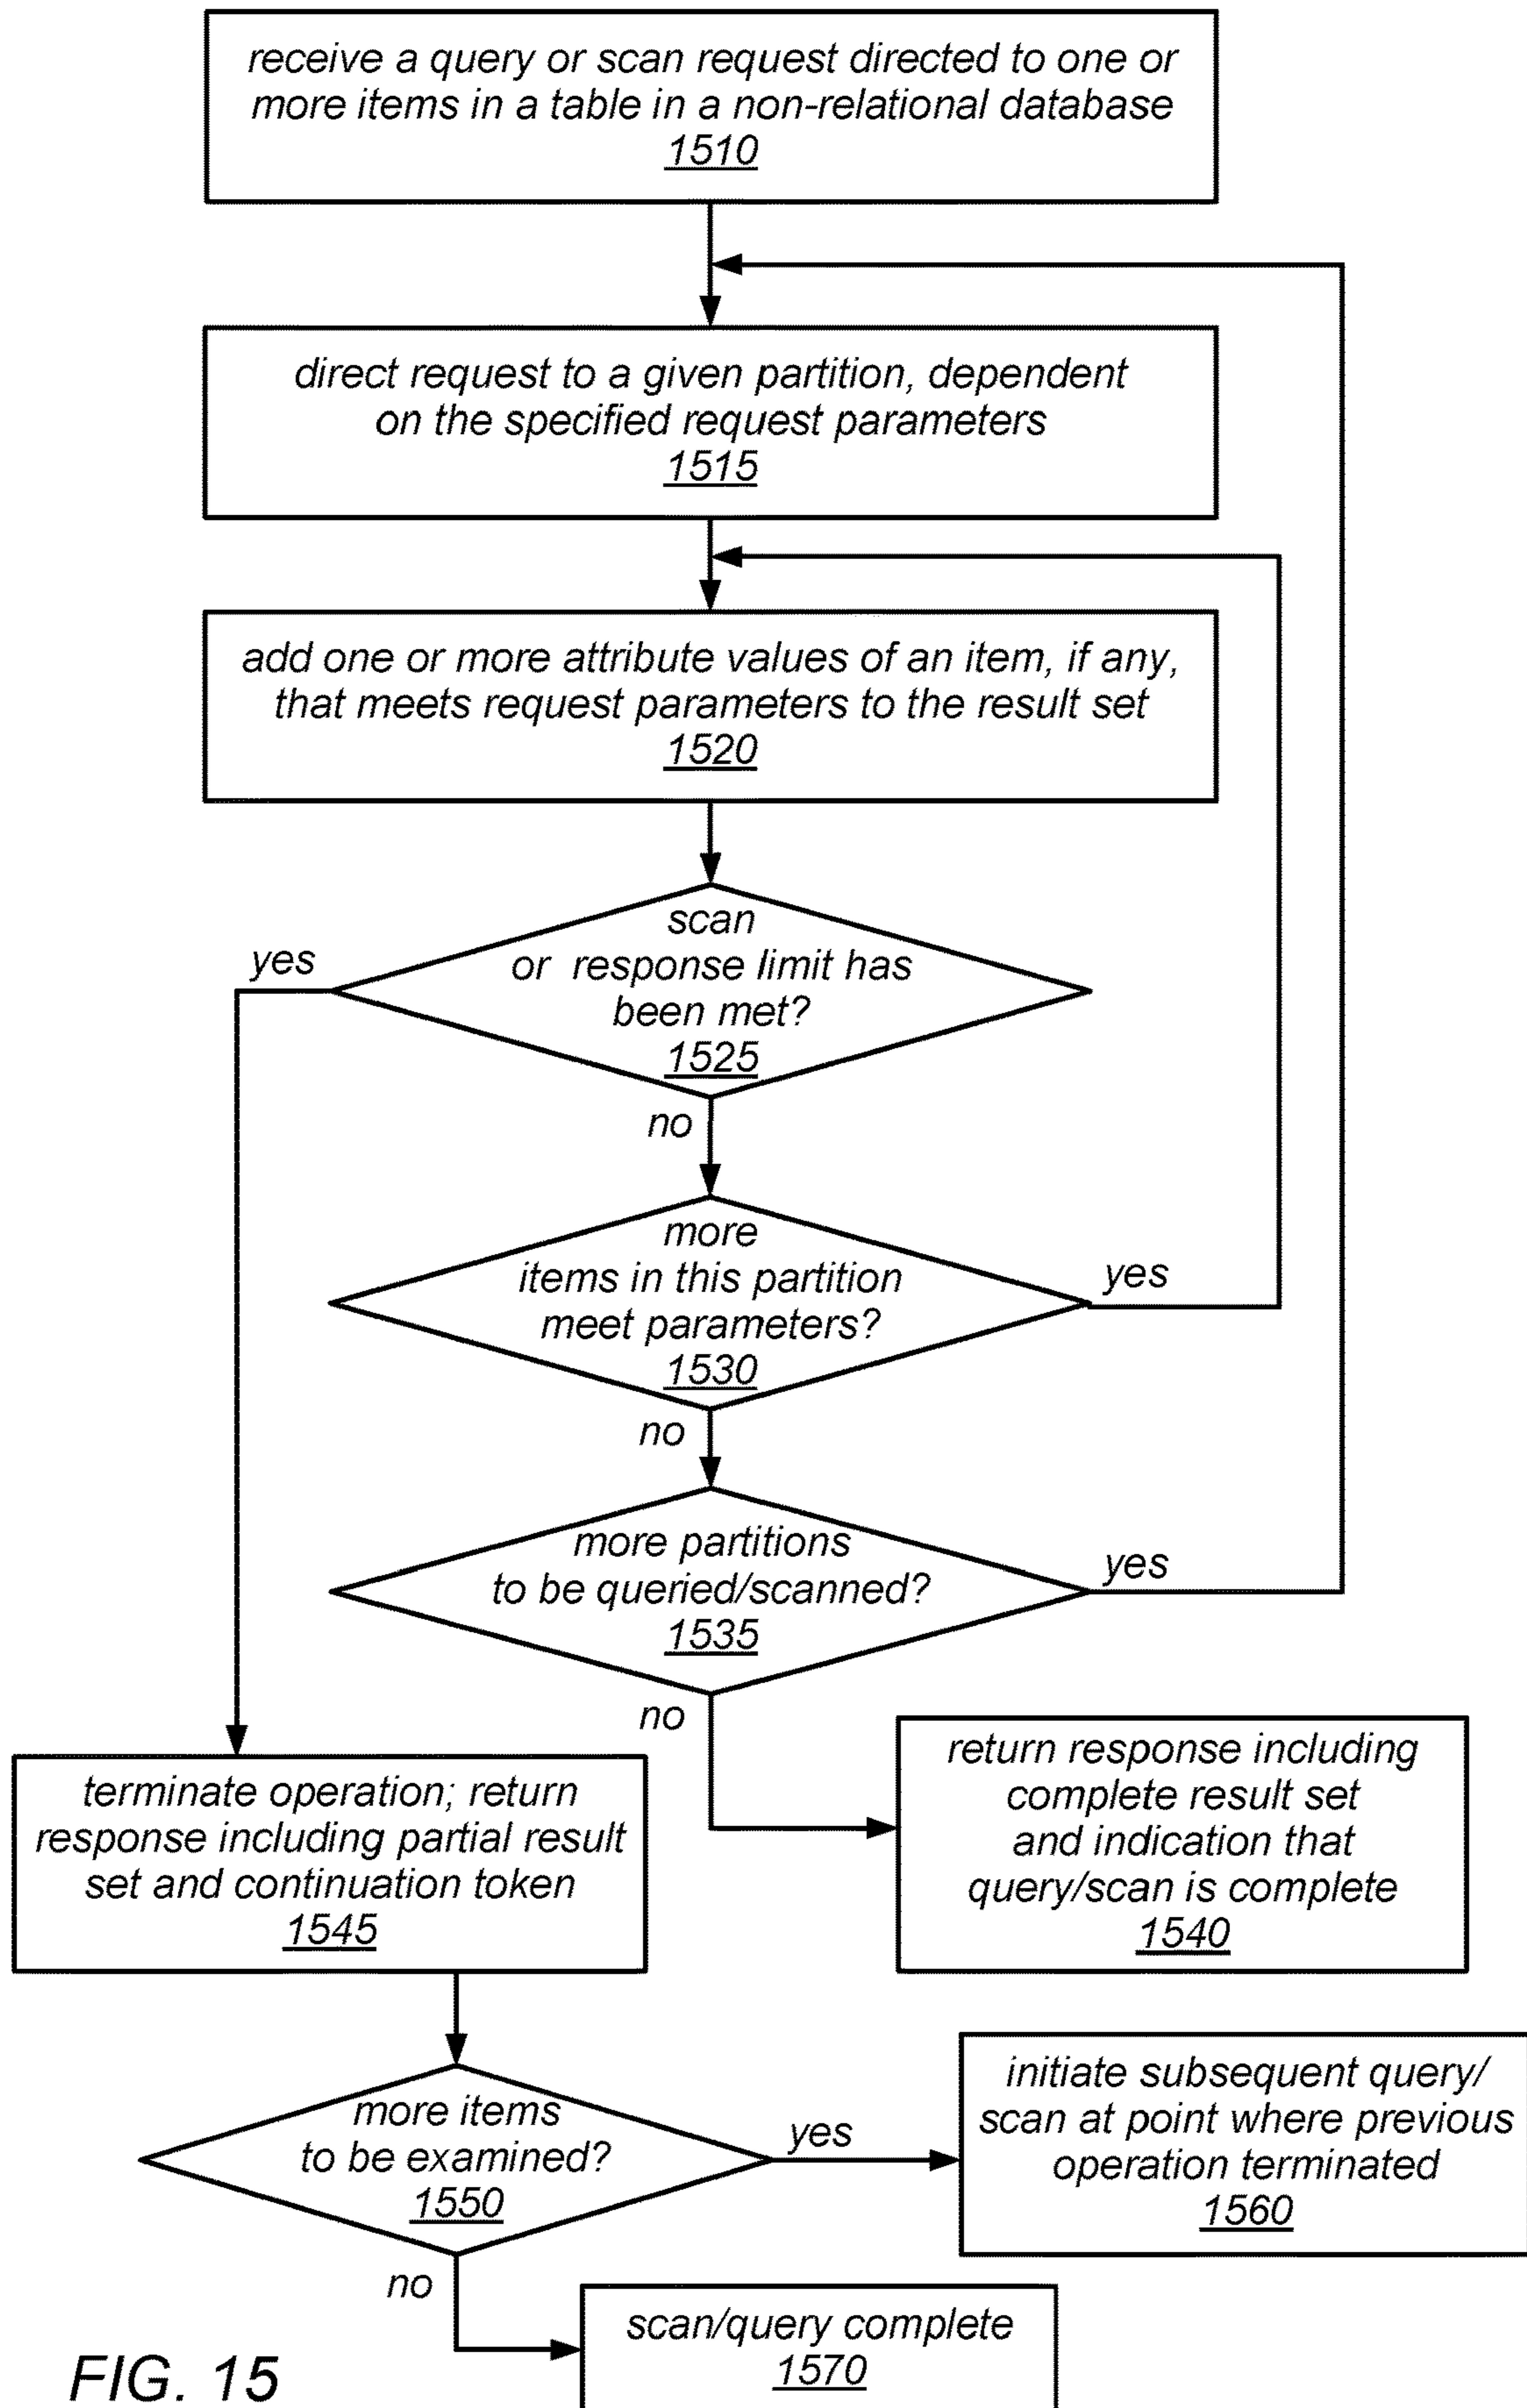 receive a query or scan request directed to one or
more items in a table in a non-relational database
1510
direct request to a given partition, dependent
on the specified request parameters
1515
add one or more attribute values of an item, if any,
that meets request parameters to the result set
1520
scan
or response limit has
been met?
1525
yes
no
more
items in this partition
meet parameters?
1530
yes
no
more partitions
to be queried/scanned?
1535
yes
no
return response including
complete result set
and indication that
query/scan is complete
1540
terminate operation; return
response including partial result
set and continuation token
1545
more items
to be examined?
1550
yes
initiate subsequent query/
scan at point where previous
operation terminated
1560
no
scan/query complete
1570
FIG. 15